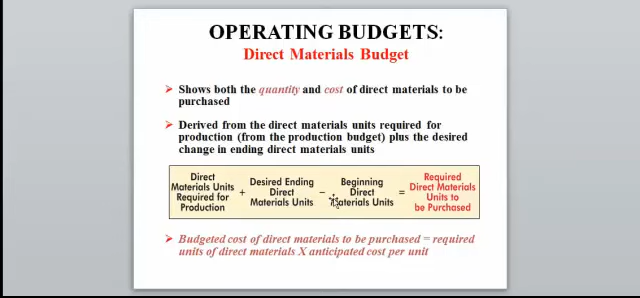 OPERATING BUDGETS:
Direct Materials Budget
Shows both the quantity and cost of direct materials to be
purchased
Derived from the direct materials units required for
production (from the production budget) plus the desired
change in ending direct materials units
Direct
Materials Units
Required for
Production
+
Desired Ending
Direct
Materials Units
−
Beginning
Direct
Materials Units
=
Required
Direct Materials
Units to
be Purchased
Budgeted cost of direct materials to be purchased = required
units of direct materials X anticipated cost per unit